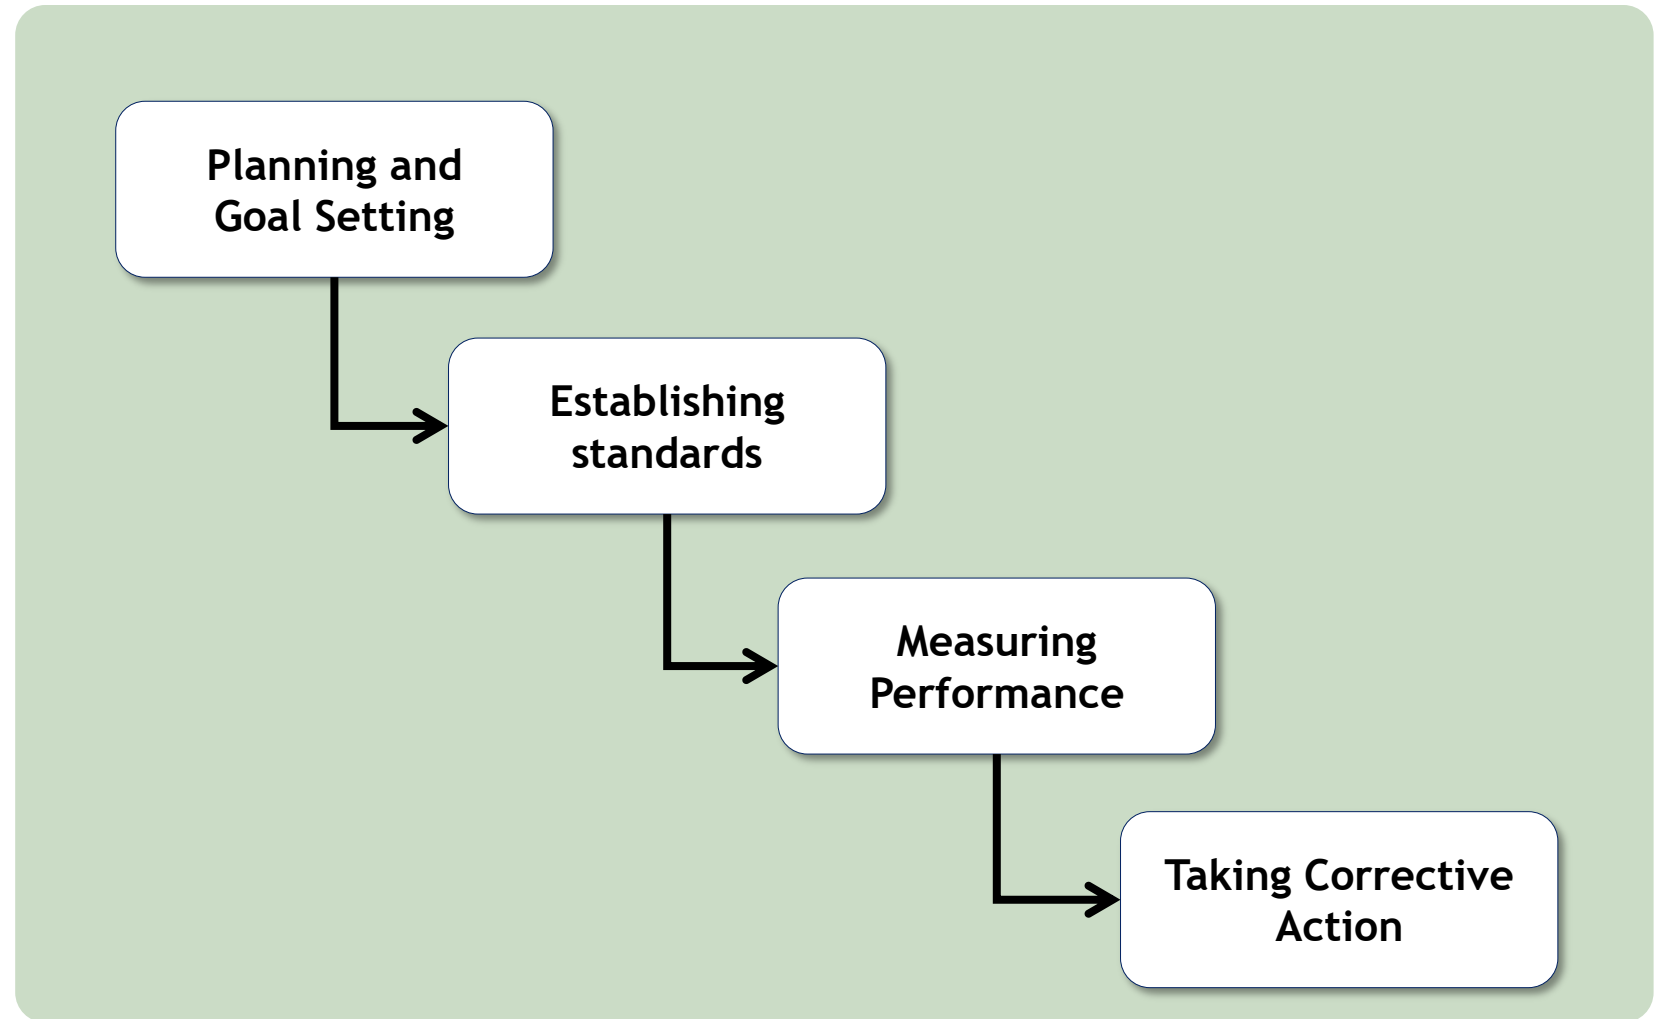 Planning and
Goal Setting
Establishing
standards
Measuring
Performance
Taking Corrective
Action